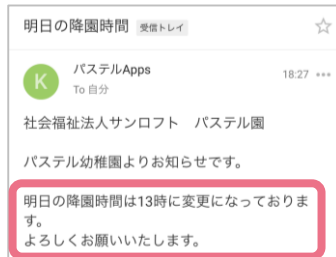 明日の降園時間 受信トレイ
K
パステルApps
18:27
To 自分
社会福祉法人サンロフト　パステル園
パステル幼稚園よりお知らせです。
明日の降園時間は13時に変更になっておりま
す。
よろしくお願いいたします。